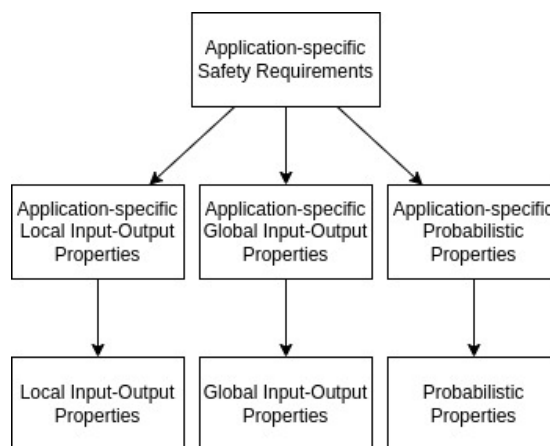 Application-specific
Safety Requirements
Application-specific
Local Input-Output
Properties
Application-specific
Global Input-Output
Properties
Application-specific
Probabilistic
Properties
Local Input-Output
Properties
Global Input-Output
Properties
Probabilistic
Properties